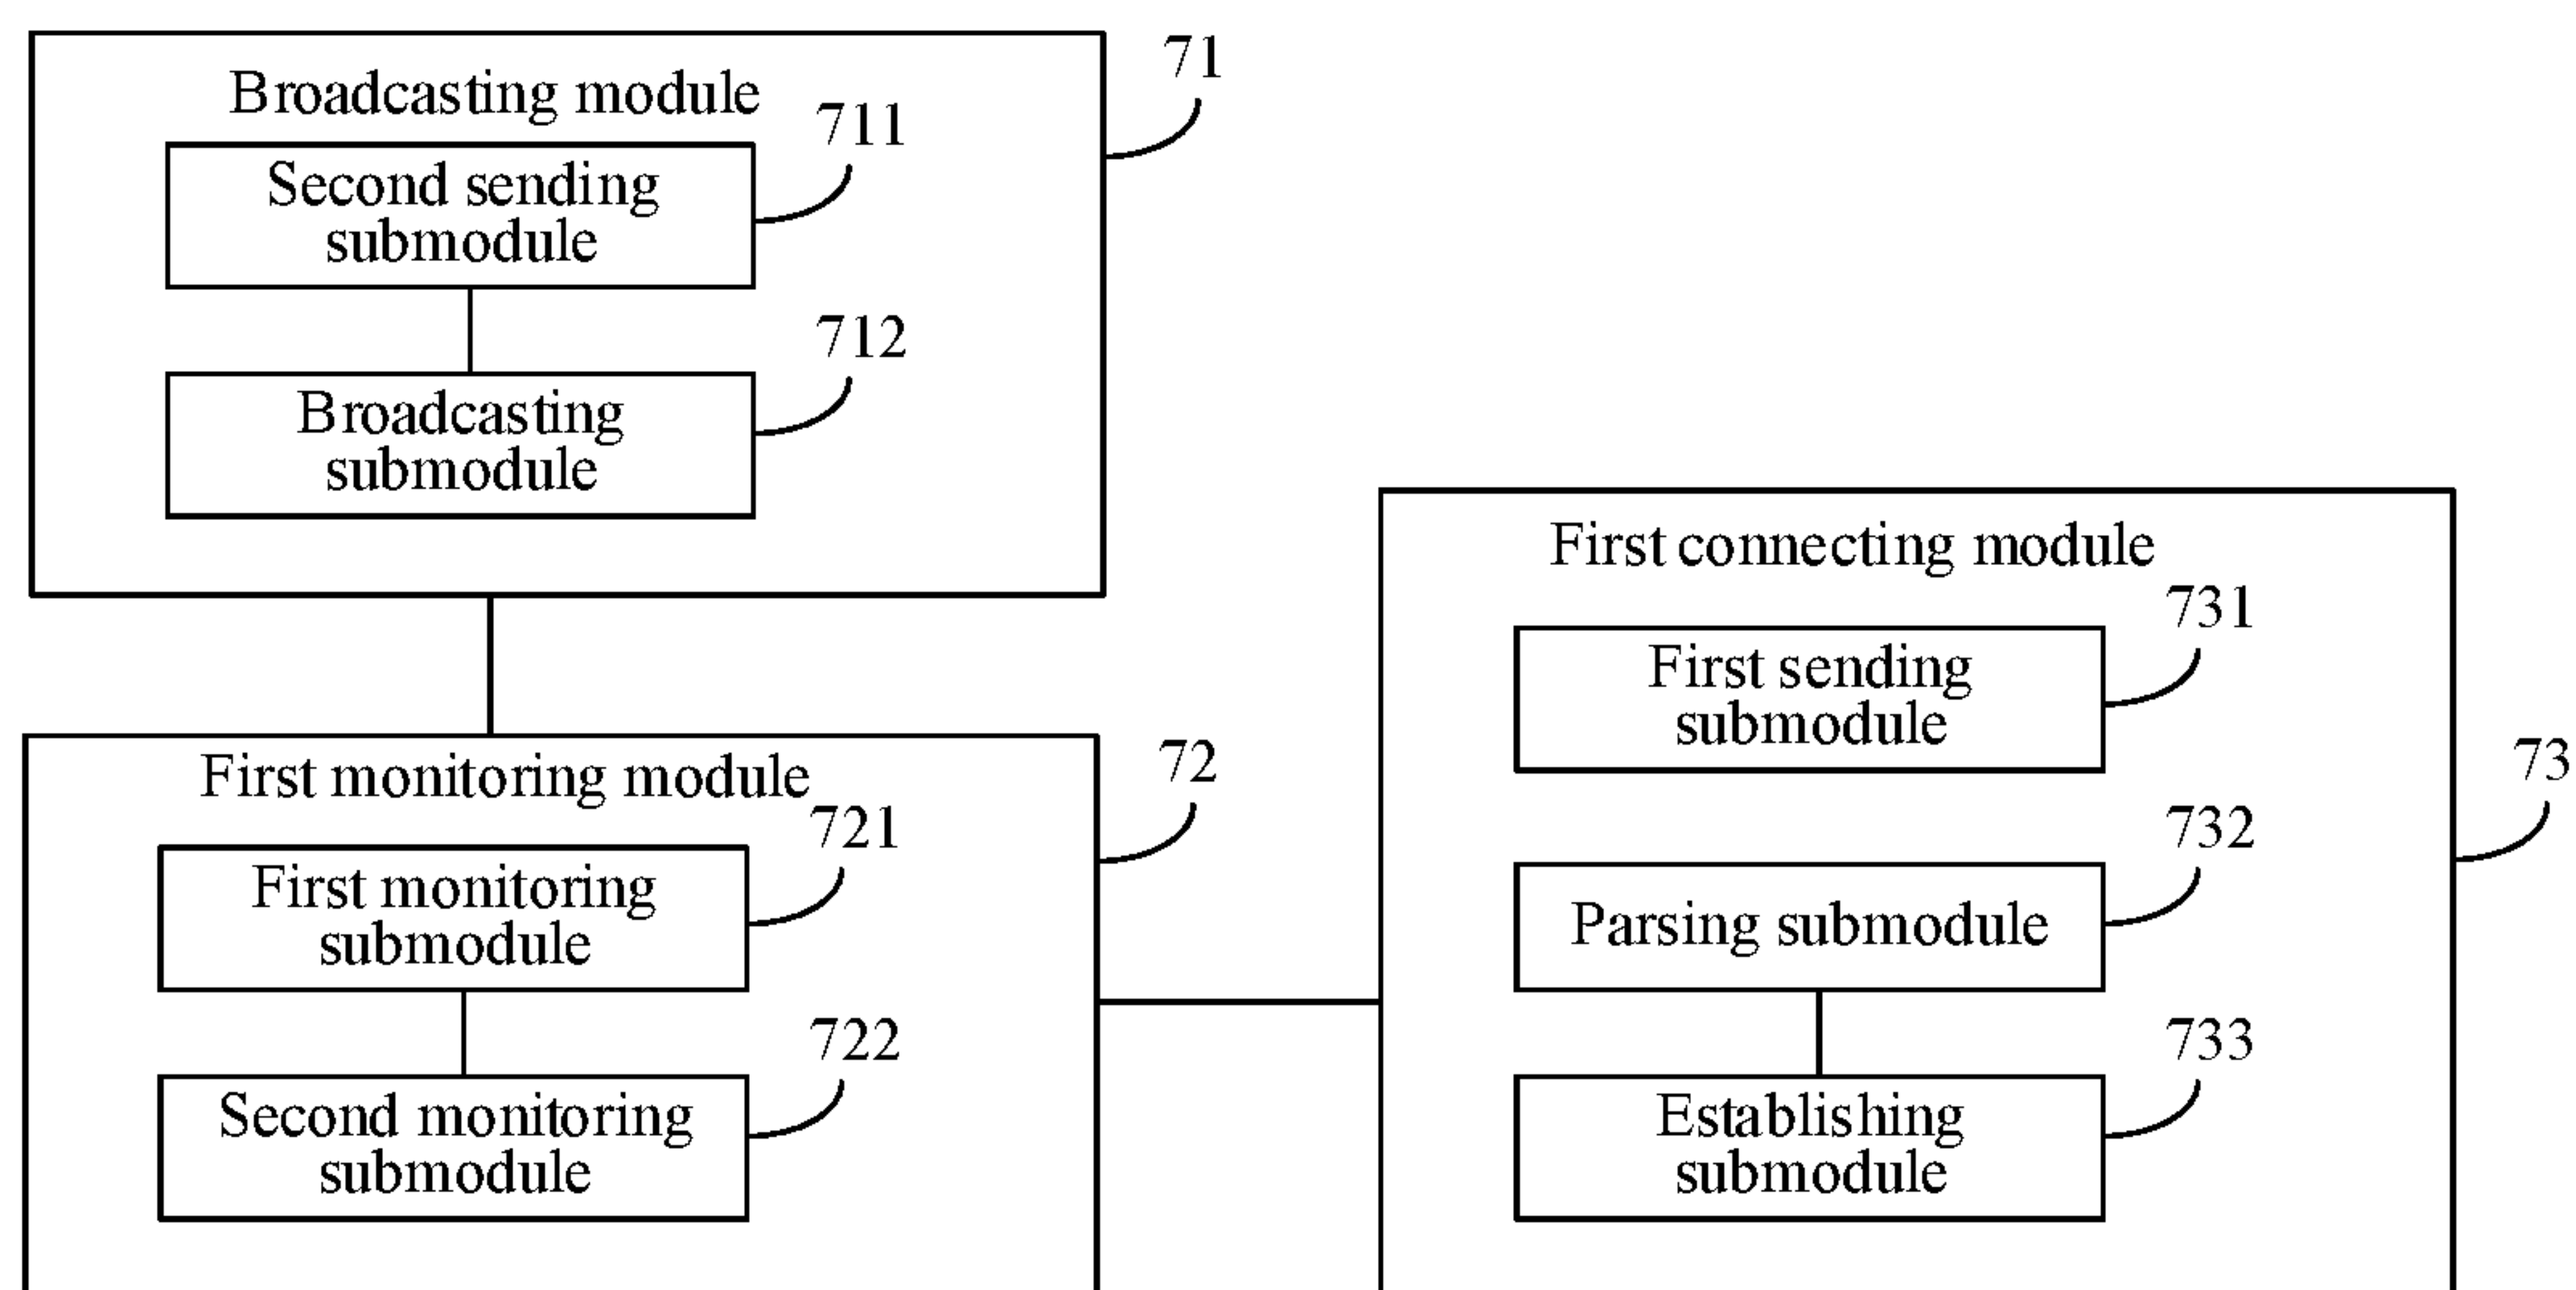 Broadcasting module
71
711
Second sending
submodule
712
Broadcasting
submodule
First monitoring module
72
721
First monitoring
submodule
722
Second monitoring
submodule
First connecting module
73
731
First sending
submodule
732
Parsing submodule
733
Establishing
submodule